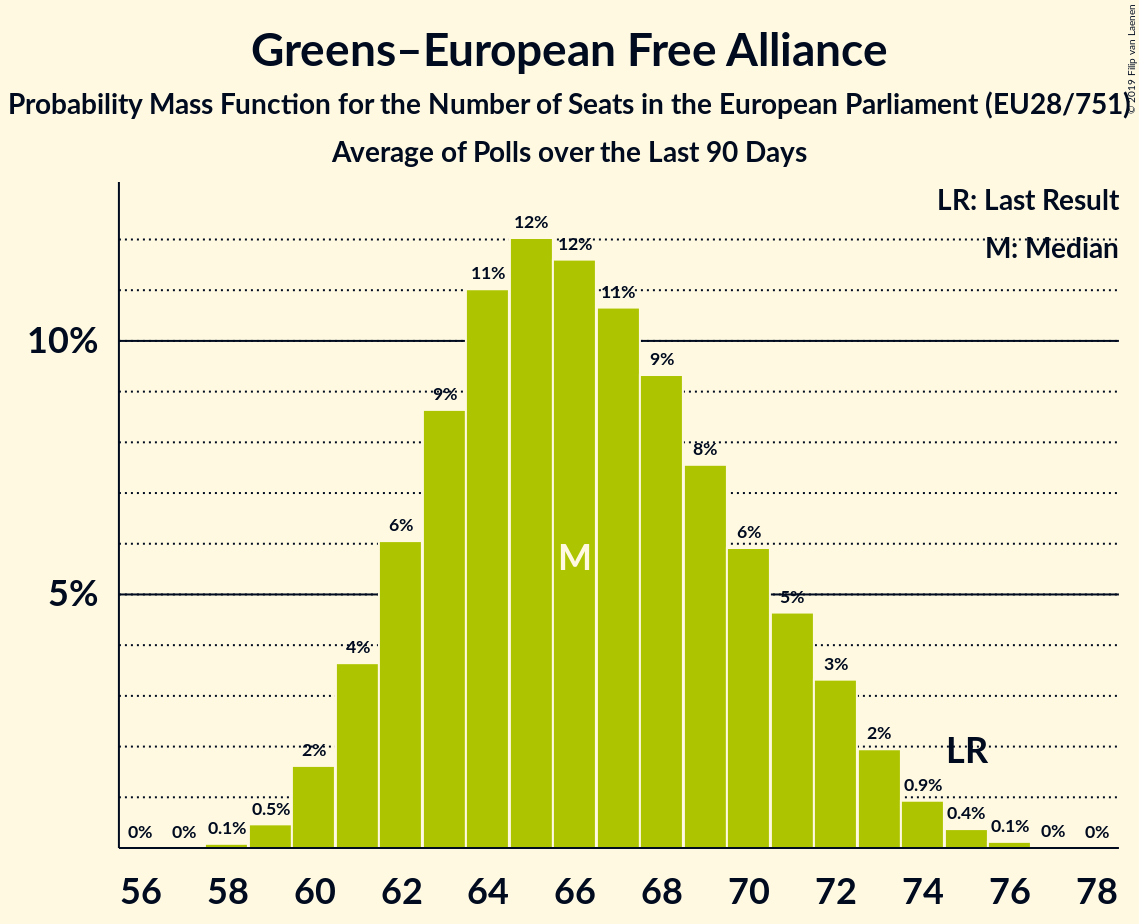 Greens–European Free Alliance
Probability Mass Function for the Number of Seats in the European Parliament (EU28/751)
Average of Polls over the Last 90 Days
© 2019 Filip van Laenen
LR: Last Result
M: Median
10%
5%
0%
0%
0.1%
0.5%
2%
4%
6%
9%
11%
12%
12%
11%
9%
8%
6%
5%
3%
2%
0.9%
0.4%
0.1%
0%
0%
M
LR
56 58 60 62 64 66 68 70 72 74 76 78